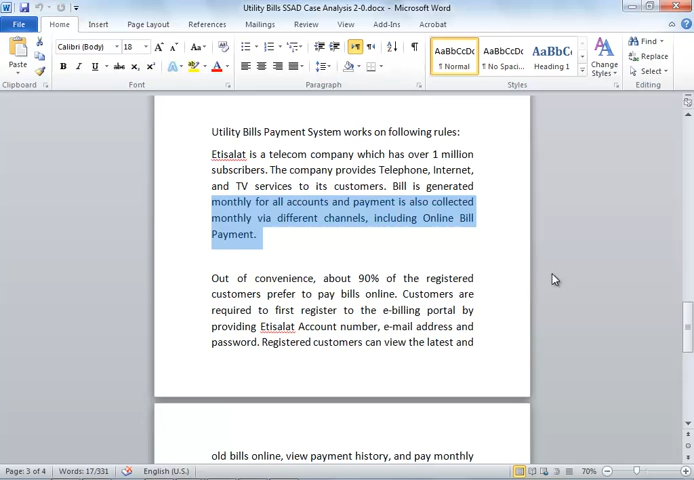 Utility Bills SSAD Case Analysis 2-0.docx - Microsoft Word
File Home Insert Page Layout References Mailings Review View Add-Ins Acrobat
Calibri (Body) 18
Paste
Clipboard Font Paragraph Styles Editing
AaBbCcDc AaBbCcDc AaBbCc
¶ Normal ¶ No Spaci... Heading 1
Change Styles
Find
Replace
Select
Utility Bills Payment System works on following rules:
Etisalat is a telecom company which has over 1 million
subscribers. The company provides Telephone, Internet,
and TV services to its customers. Bill is generated
monthly for all accounts and payment is also collected
monthly via different channels, including Online Bill
Payment.
Out of convenience, about 90% of the registered
customers prefer to pay bills online. Customers are
required to first register to the e-billing portal by
providing Etisalat Account number, e-mail address and
password. Registered customers can view the latest and
old bills online, view payment history, and pay monthly
Page: 3 of 4 Words: 17/331 English (U.S.) 70%